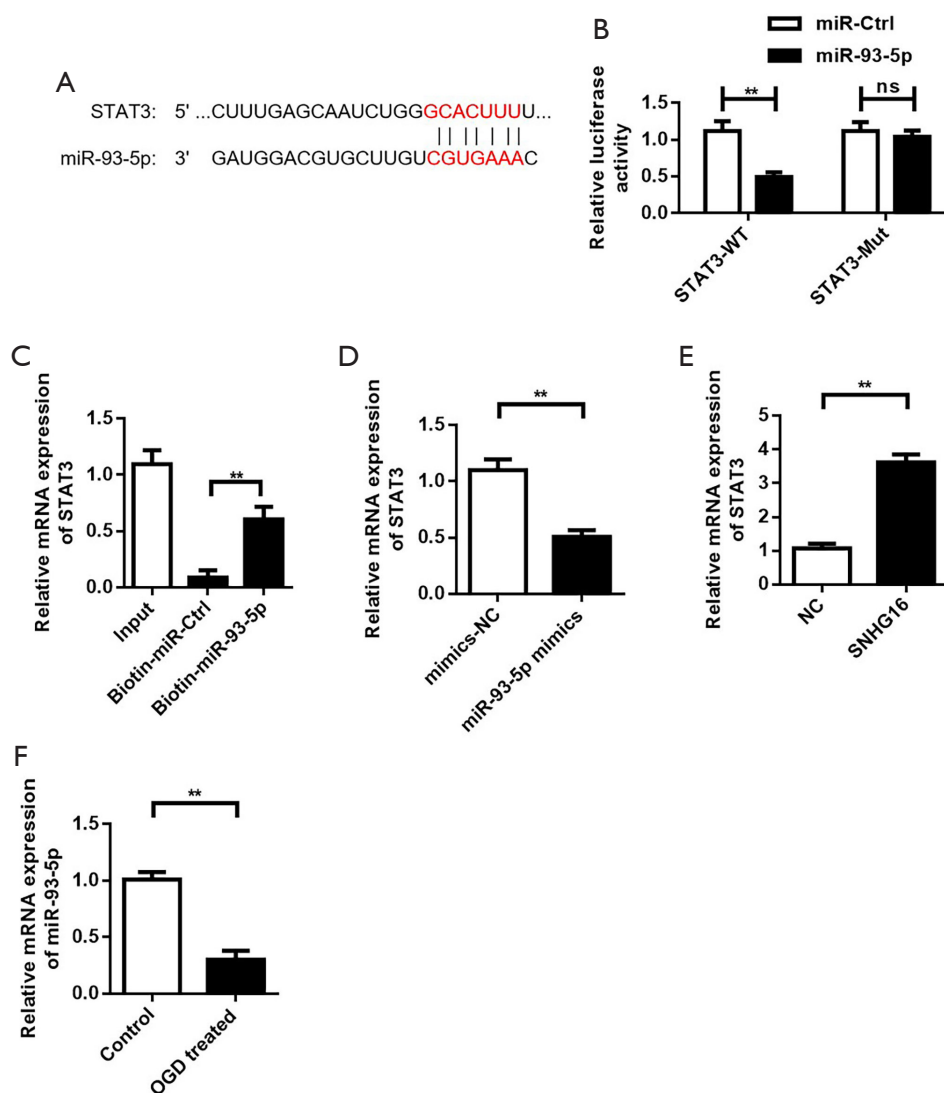 A
STAT3: 5' ...CUUUGAGCAAUCUGGGCACUUUU...
miR-93-5p: 3' GAUGGACGUGCUUGUCGUGAAAC
B
miR-Ctrl
miR-93-5p
Relative luciferase
activity
1.5
1.0
0.5
0.0
**
ns
STAT3-WT
STAT3-Mut
C
Relative mRNA expression
of STAT3
1.5
1.0
0.5
0.0
**
Input
Biotin-miR-Ctrl
Biotin-miR-93-5p
D
Relative mRNA expression
of STAT3
1.5
1.0
0.5
0.0
**
mimics-NC
miR-93-5p mimics
E
Relative mRNA expression
of STAT3
5
4
3
2
1
0
**
NC
SNHG16
F
Relative mRNA expression
of miR-93-5p
1.5
1.0
0.5
0.0
**
Control
OGD treated